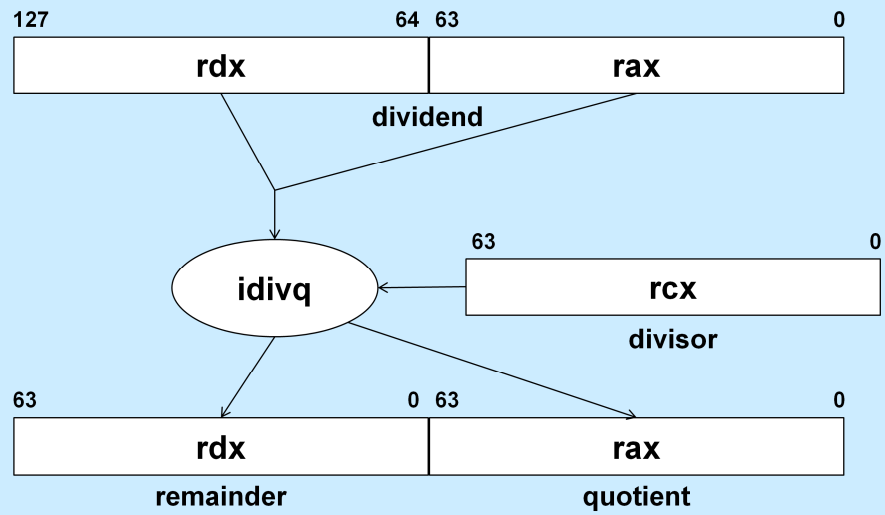 127 64 63 0
rdx rax
dividend
63 0
idivq rcx
divisor
63 0 63 0
rdx rax
remainder quotient